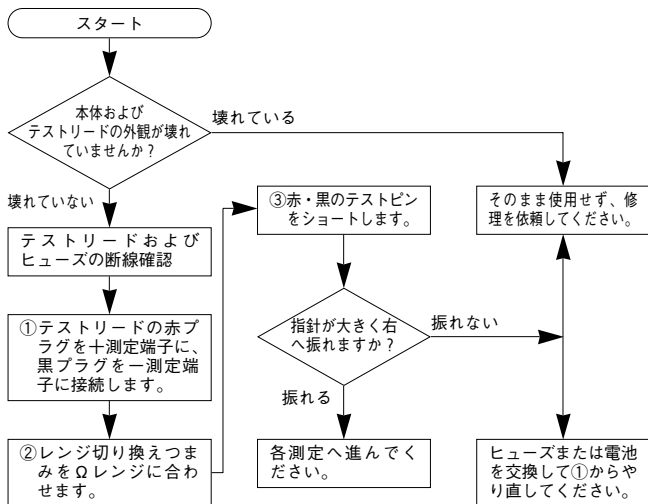 スタート
本体および
テストリードの外観が壊れ
ていませんか？
壊れている
壊れていない
テストリードおよび
ヒューズの断線確認
①テストリードの赤プ
ラグを＋測定端子に、
黒プラグを－測定端
子に接続します。
②レンジ切り換えつま
みをΩレンジに合わ
せます。
③赤・黒のテストピン
をショートします。
指針が大きく右
へ振れますか？
振れない
振れる
各測定へ進んでく
ださい。
そのまま使用せず、修
理を依頼してください。
ヒューズまたは電池
を交換して①からや
り直してください。